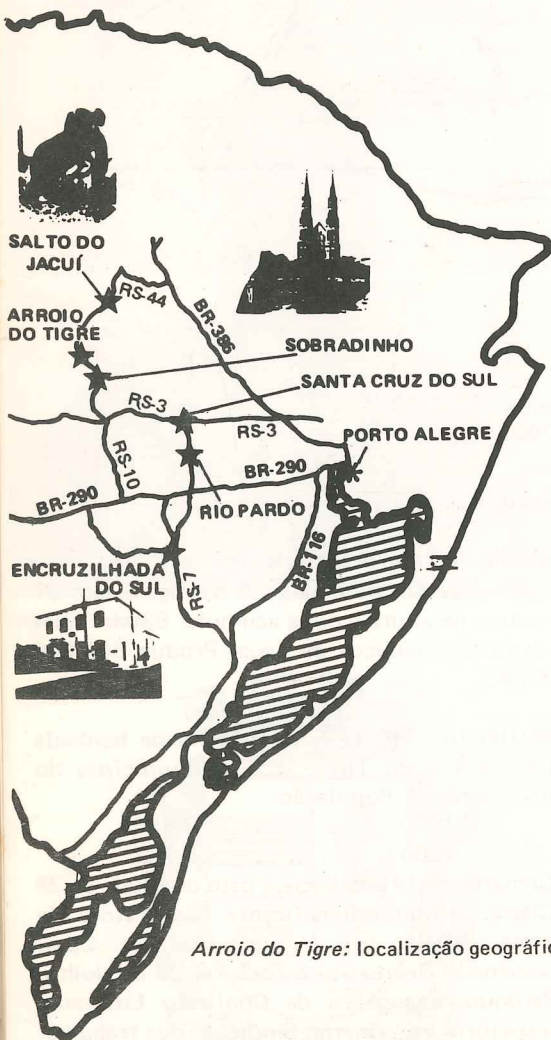 SALTO DO
JACUÍ
RS-44
BR-386
ARROIO
DO TIGRE
SOBRADINHO
SANTA CRUZ DO SUL
RS-3
RS-3
PORTO ALEGRE
RS-10
BR-290
BR-290
RIO PARDO
ENCRUZILHADA
DO SUL
RS-7
BR-116
Arroio do Tigre: localização geográfic